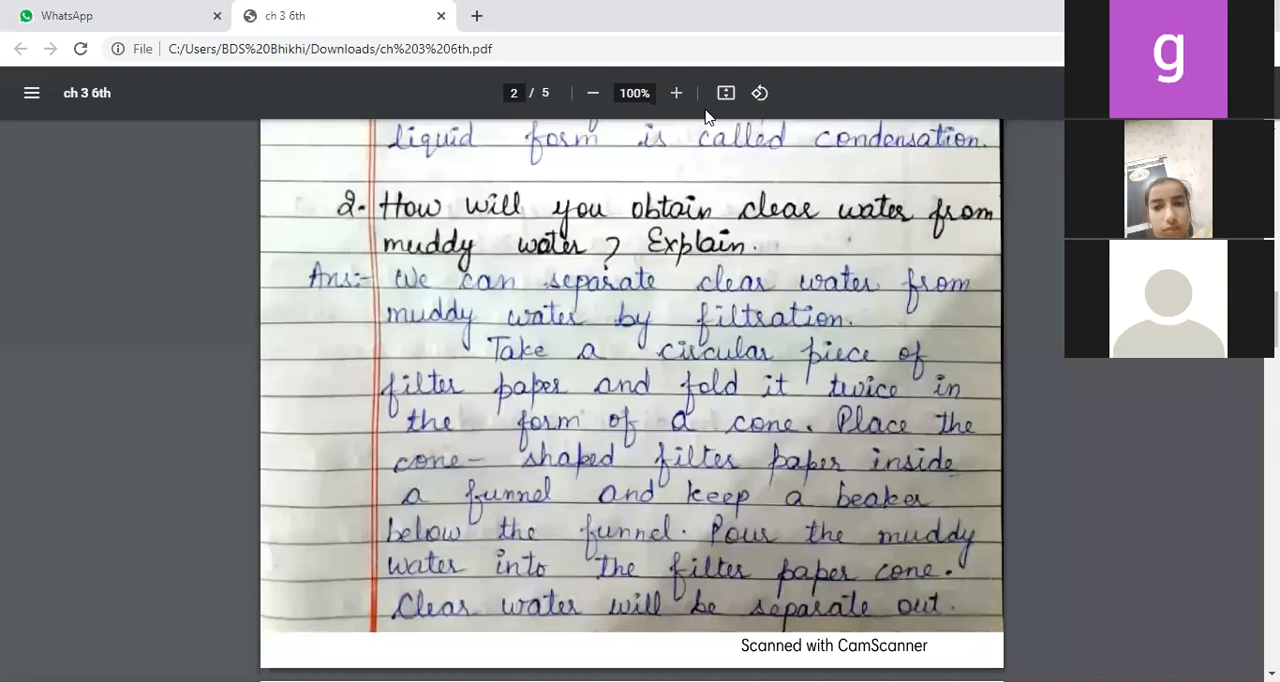 WhatsApp
ch 3 6th
File
C:/Users/BDS%20Bhikhi/Downloads/ch%203%206th.pdf
ch 3 6th
2 / 5
100%
g
liquid form is called condensation.
2- How will you obtain clear water from
muddy water? Explain.
Ans:- We can separate clear water from
muddy water by filtration.
Take a circular piece of
filter paper and fold it twice in
the form of a cone. Place the
cone- shaped filter paper inside
a funnel and keep a beaker
below the funnel. Pour the muddy
water into the filter paper cone.
Clear water will be separate out.
Scanned with CamScanner